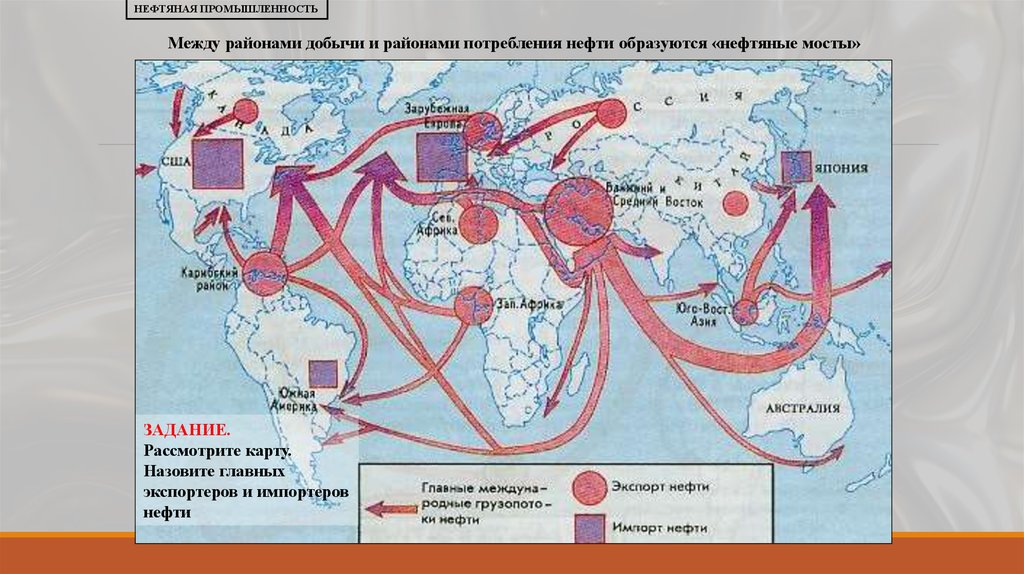 НЕФТЯНАЯ ПРОМЫШЛЕННОСТЬ
Между районами добычи и районами потребления нефти образуются «нефтяные мосты»
КАНАДА
США
Зарубежная
Европа
РОССИЯ
КИТАЙ
ЯПОНИЯ
Ближний и
Средний Восток
Сев.
Африка
Карибский
район
Зап. Африка
Юго-Вост.
Азия
Южная
Америка
АВСТРАЛИЯ
ЗАДАНИЕ.
Рассмотрите карту.
Назовите главных
экспортеров и импортеров
нефти
Главные междуна-
родные грузопото-
ки нефти
Экспорт нефти
Импорт нефти